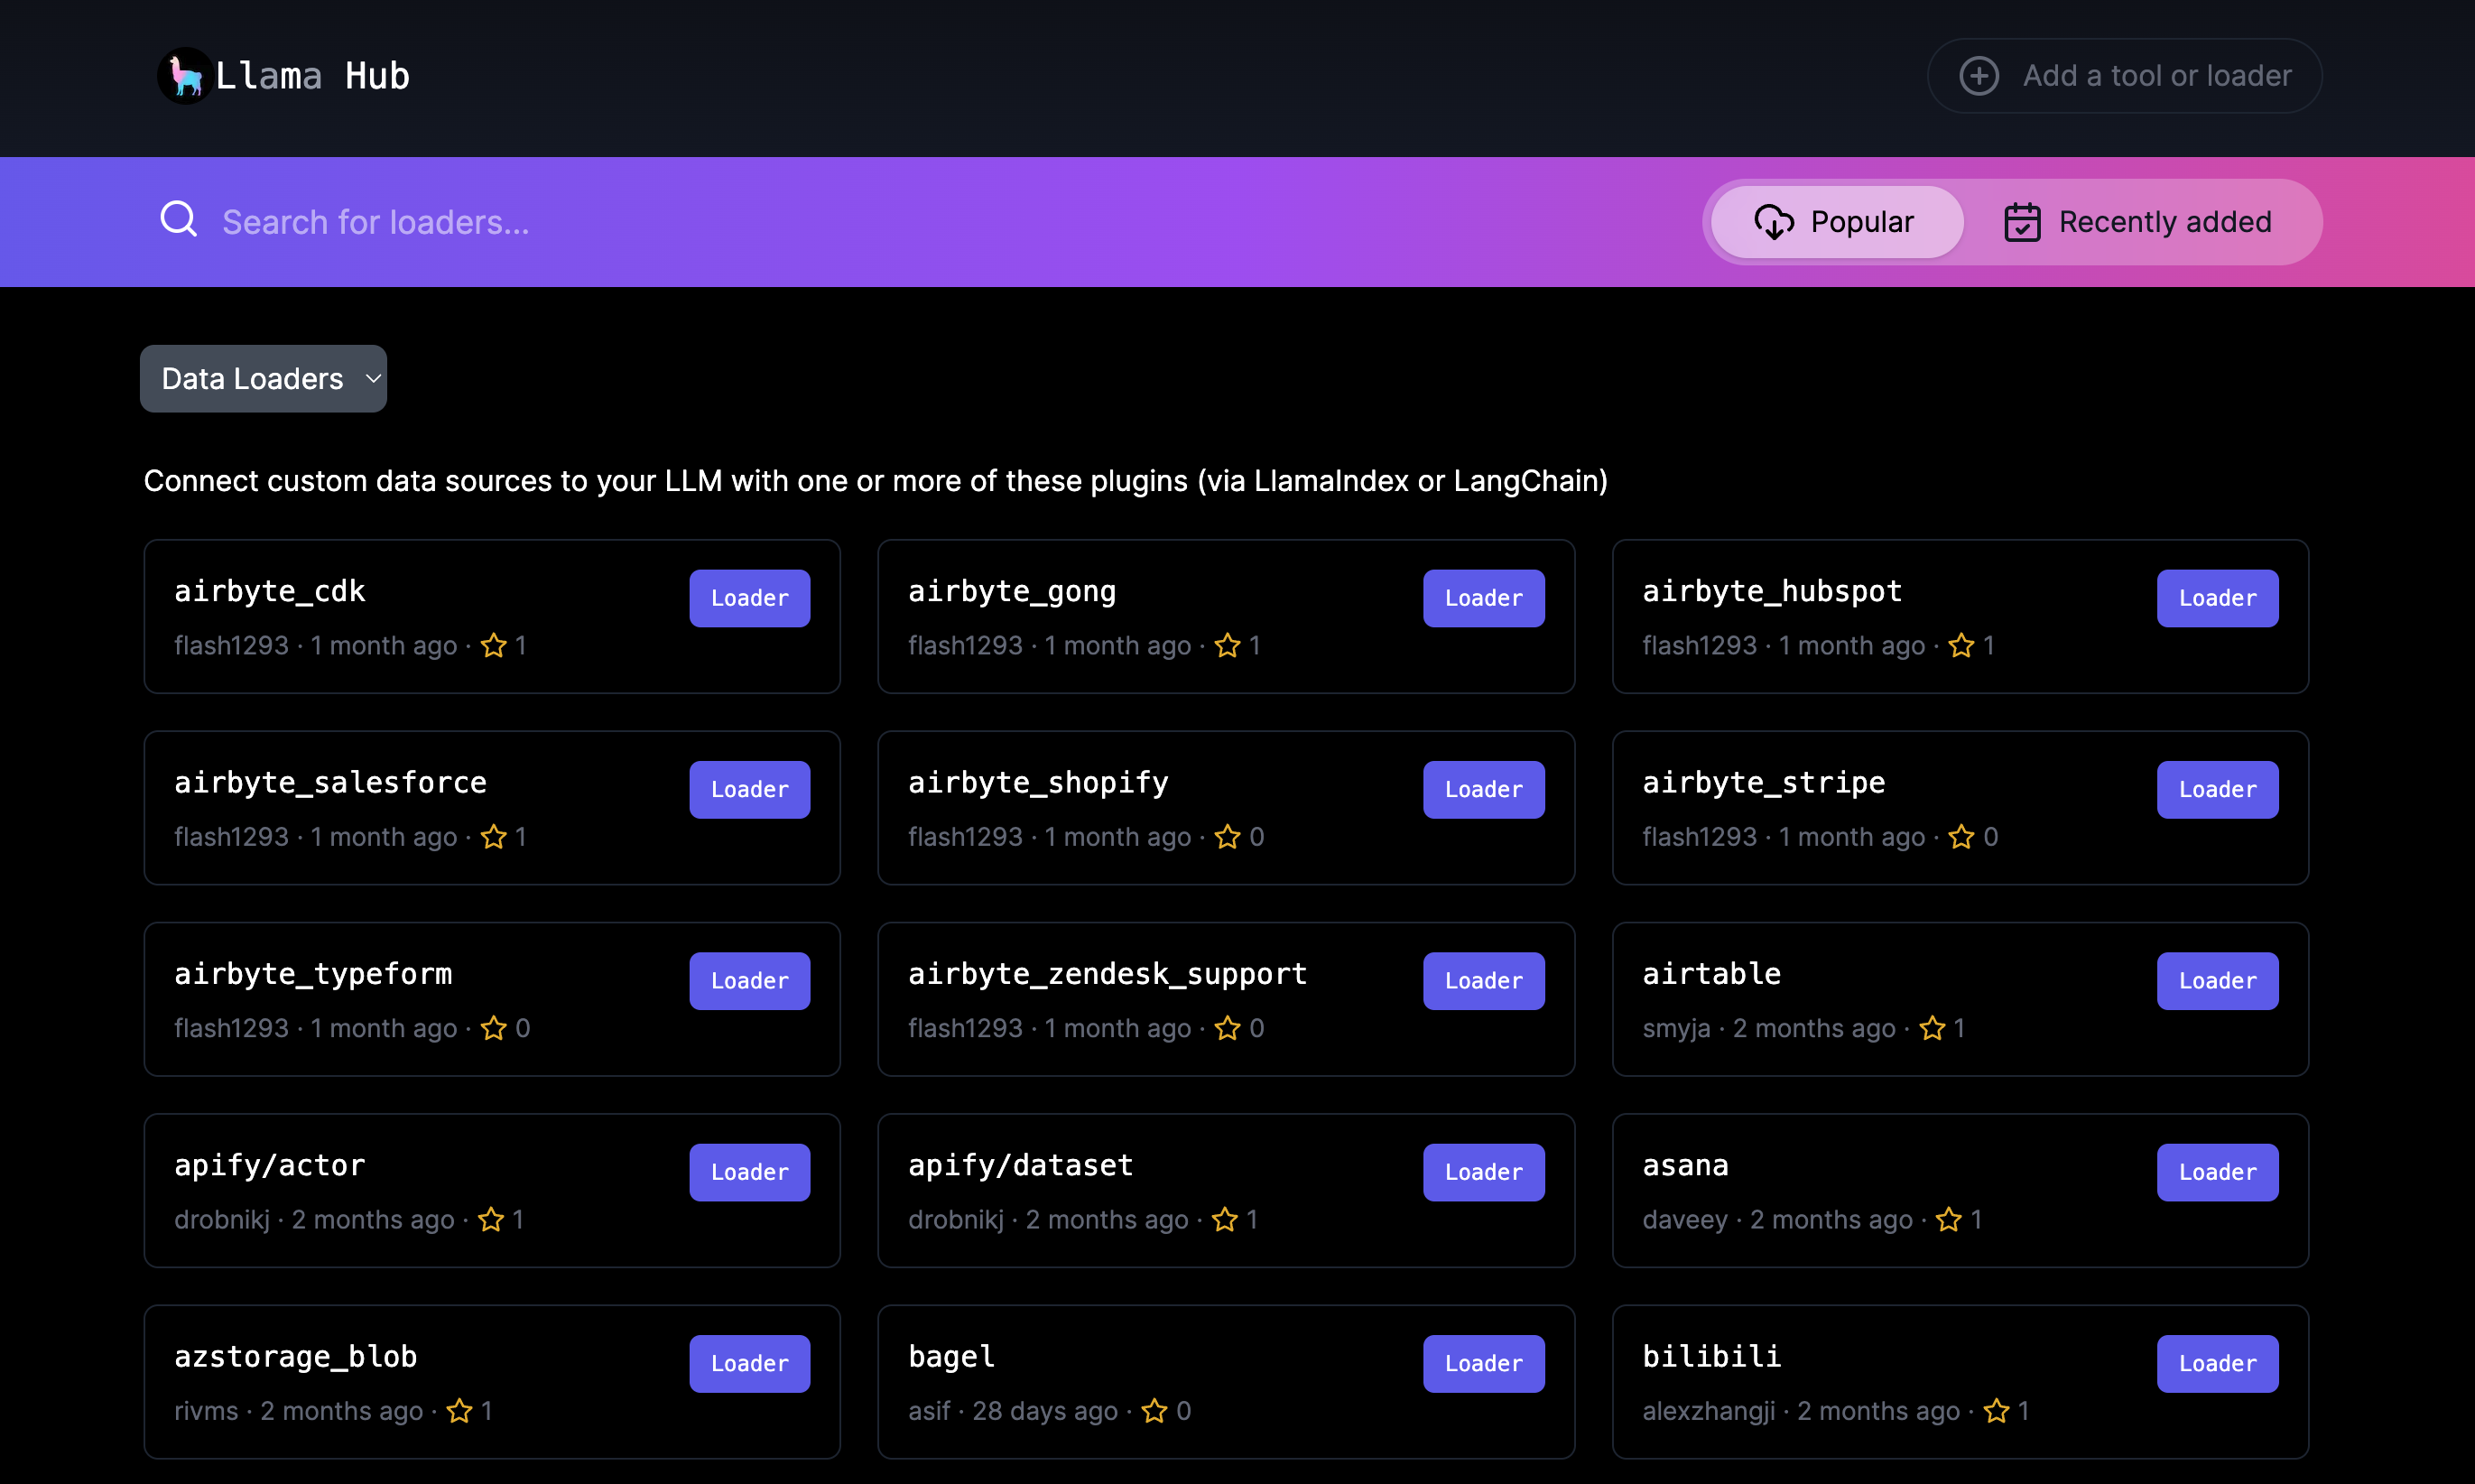 Llama Hub
Add a tool or loader
Search for loaders...
Popular
Recently added
Data Loaders
Connect custom data sources to your LLM with one or more of these plugins (via LlamaIndex or LangChain)
airbyte_cdk
Loader
flash1293 · 1 month ago · 1
airbyte_gong
Loader
flash1293 · 1 month ago · 1
airbyte_hubspot
Loader
flash1293 · 1 month ago · 1
airbyte_salesforce
Loader
flash1293 · 1 month ago · 1
airbyte_shopify
Loader
flash1293 · 1 month ago · 0
airbyte_stripe
Loader
flash1293 · 1 month ago · 0
airbyte_typeform
Loader
flash1293 · 1 month ago · 0
airbyte_zendesk_support
Loader
flash1293 · 1 month ago · 0
airtable
Loader
smyja · 2 months ago · 1
apify/actor
Loader
drobnikj · 2 months ago · 1
apify/dataset
Loader
drobnikj · 2 months ago · 1
asana
Loader
daveey · 2 months ago · 1
azstorage_blob
Loader
rivms · 2 months ago · 1
bagel
Loader
asif · 28 days ago · 0
bilibili
Loader
alexzhangji · 2 months ago · 1